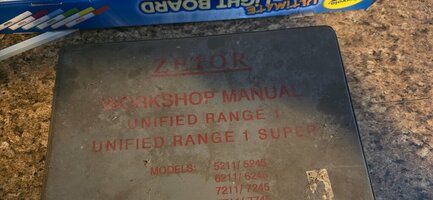 ULTIMATE
LIGHT BOARD
ZETOR
WORKSHOP MANUAL
UNIFIED RANGE 1
UNIFIED RANGE 1 SUPER
MODELS: 5211/ 5245
6211/ 6245
7211/ 7245